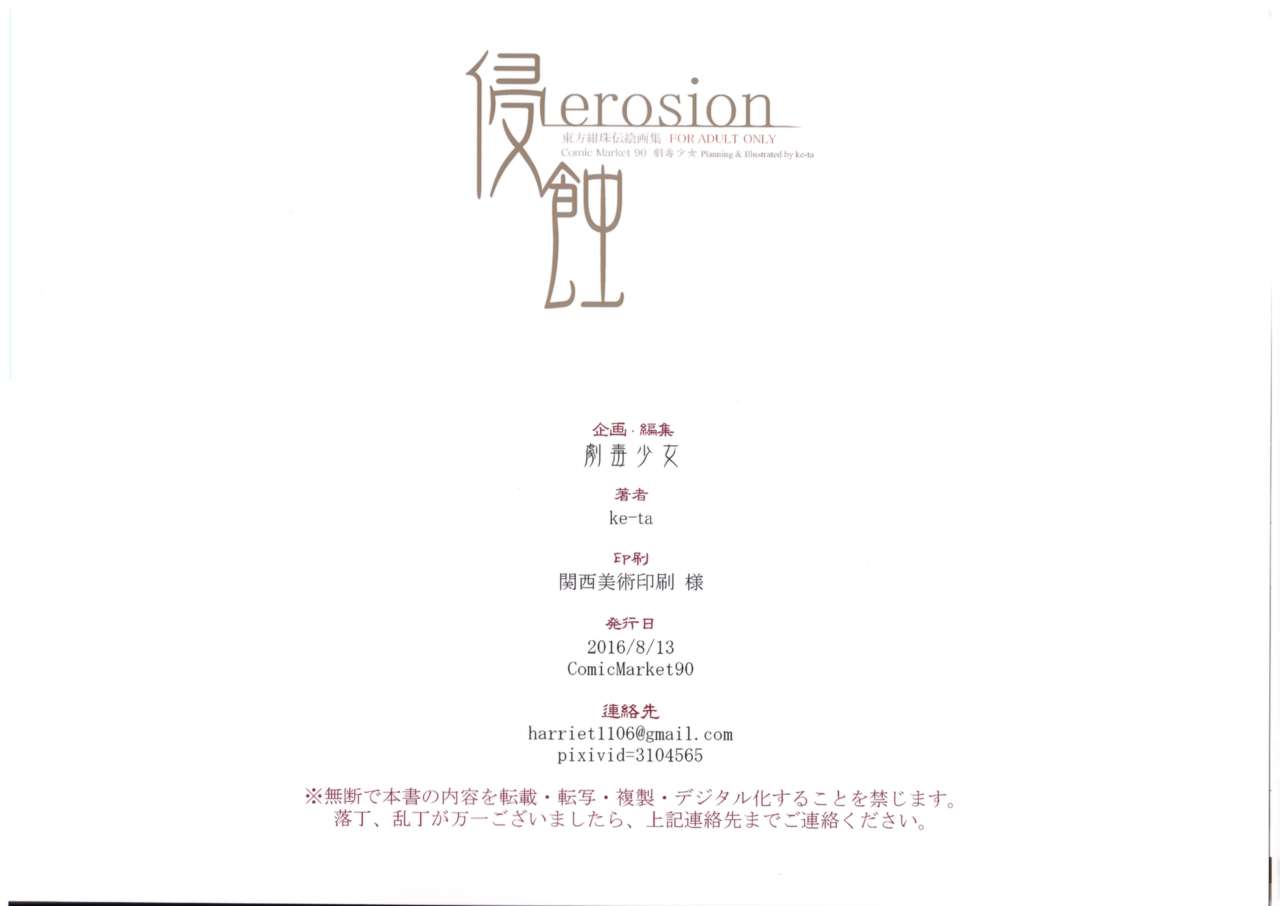 侵蝕
erosion
東方紺珠伝絵画集 FOR ADULT ONLY
Comic Market 90 劇毒少女 Planning & Illustrated by ke-ta
企画・編集
劇毒少女
著者
ke-ta
印刷
関西美術印刷 様
発行日
2016/8/13
ComicMarket90
連絡先
harriet1106@gmail.com
pixivid=3104565
※無断で本書の内容を転載・転写・複製・デジタル化することを禁じます。
落丁、乱丁が万一ございましたら、上記連絡先までご連絡ください。